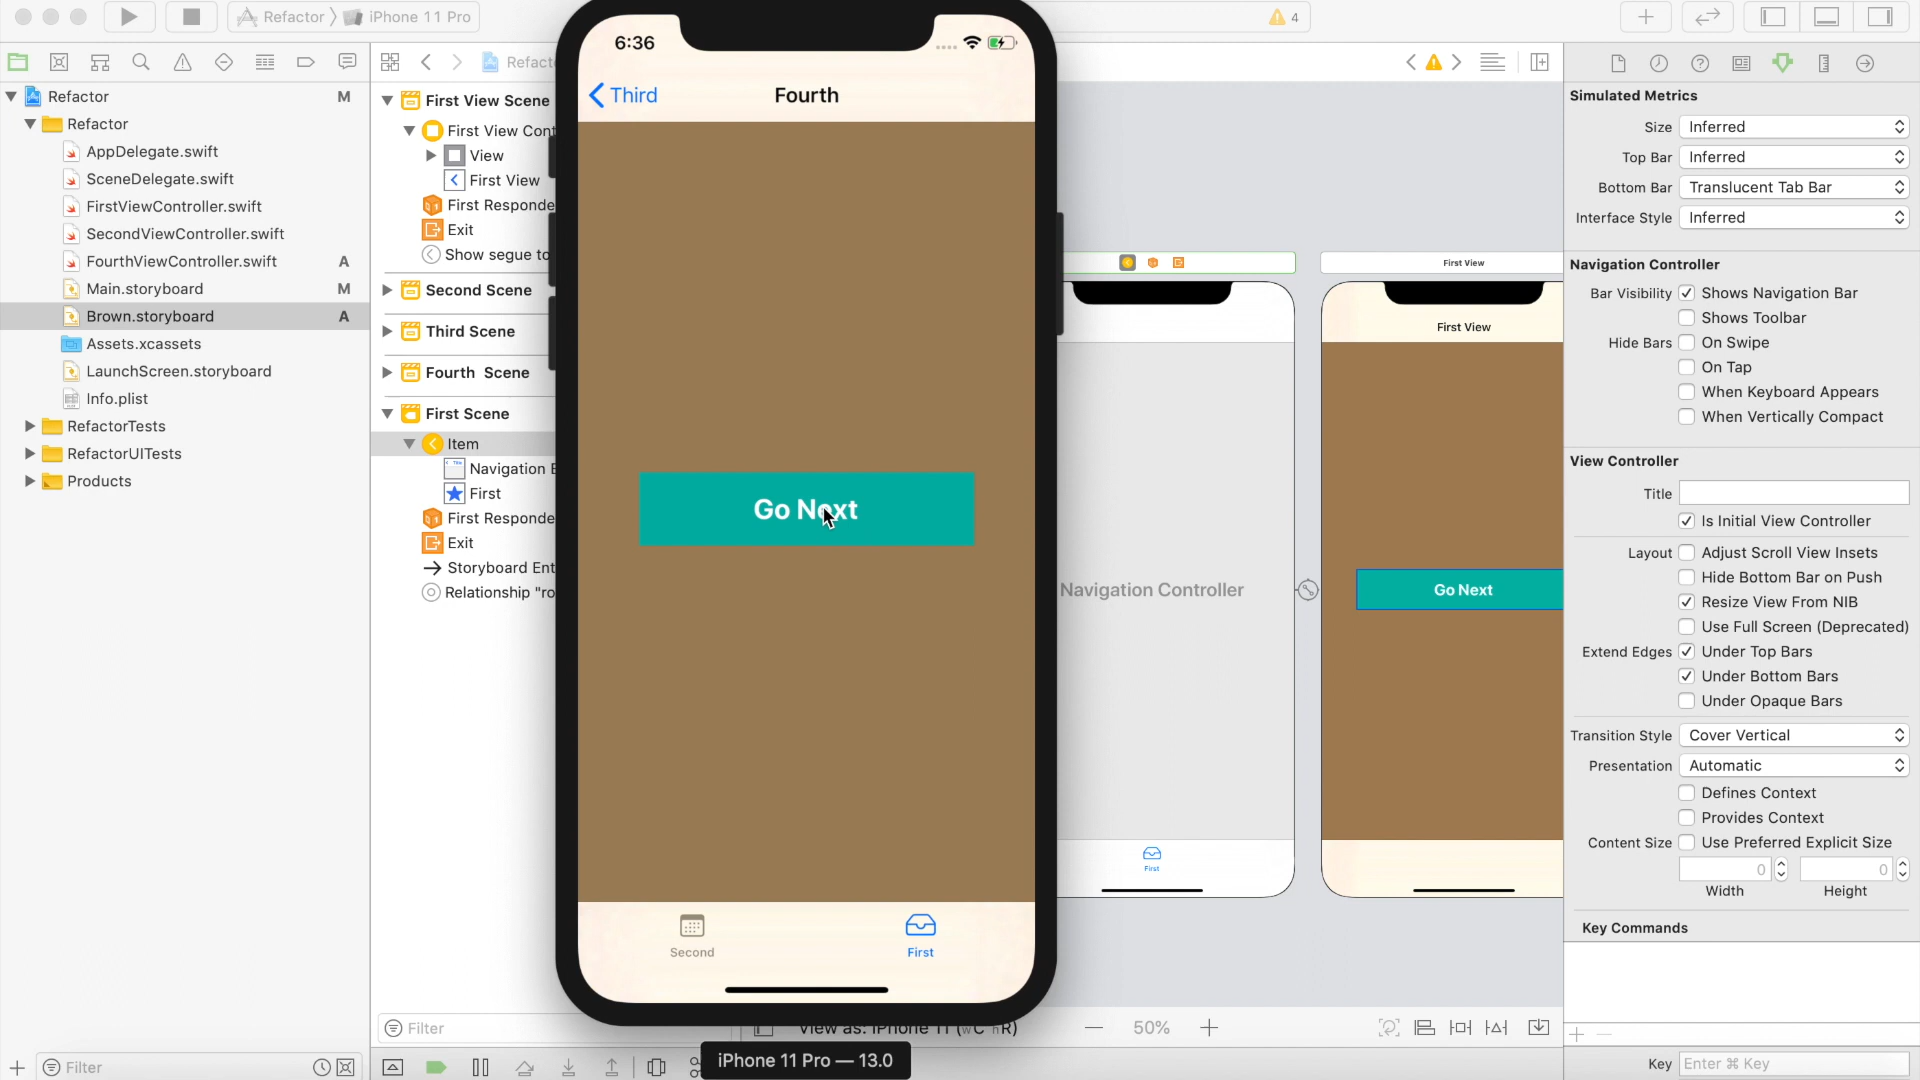 Refactor
iPhone 11 Pro
4
Refactor
M
Refactor
AppDelegate.swift
SceneDelegate.swift
FirstViewController.swift
SecondViewController.swift
FourthViewController.swift
A
Main.storyboard
M
Brown.storyboard
A
Assets.xcassets
LaunchScreen.storyboard
Info.plist
RefactorTests
RefactorUITests
Products
Filter
First View Scene
First View Cont
View
First View
First Responde
Exit
Show segue to
Second Scene
Third Scene
Fourth Scene
First Scene
Item
Navigation B
First
First Responde
Exit
Storyboard Ent
Relationship "ro
Filter
6:36
Third
Fourth
Go Next
Second
First
iPhone 11 Pro — 13.0
Navigation Controller
First
First View
First View
Go Next
View as: iPhone 11 (wC hR)
50%
Simulated Metrics
Size Inferred
Top Bar Inferred
Bottom Bar Translucent Tab Bar
Interface Style Inferred
Navigation Controller
Bar Visibility Shows Navigation Bar
Shows Toolbar
Hide Bars On Swipe
On Tap
When Keyboard Appears
When Vertically Compact
View Controller
Title
Is Initial View Controller
Layout Adjust Scroll View Insets
Hide Bottom Bar on Push
Resize View From NIB
Use Full Screen (Deprecated)
Extend Edges Under Top Bars
Under Bottom Bars
Under Opaque Bars
Transition Style Cover Vertical
Presentation Automatic
Defines Context
Provides Context
Content Size Use Preferred Explicit Size
0 0
Width Height
Key Commands
Key Enter ⌘ Key